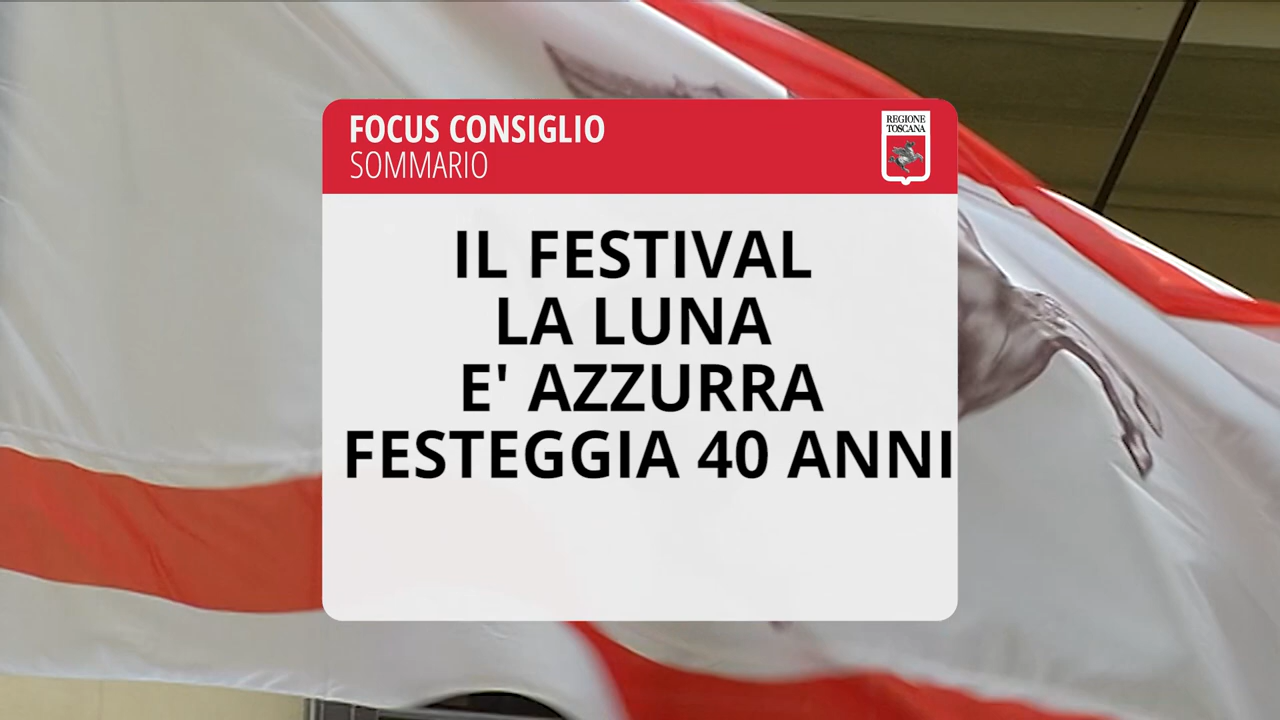 FOCUS CONSIGLIO
SOMMARIO
REGIONE
TOSCANA
IL FESTIVAL
LA LUNA
E' AZZURRA
FESTEGGIA 40 ANNI